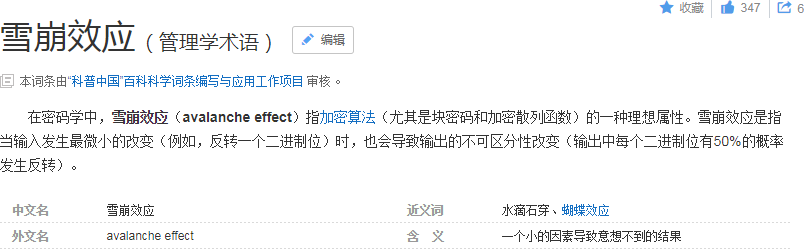 收藏 347 6
雪崩效应（管理学术语） 编辑
本词条由“科普中国”百科科学词条编写与应用工作项目 审核 。
在密码学中，雪崩效应（avalanche effect）指加密算法（尤其是块密码和加密散列函数）的一种理想属性。雪崩效应是指
当输入发生最微小的改变（例如，反转一个二进制位）时，也会导致输出的不可区分性改变（输出中每个二进制位有50%的概率
发生反转）。
中文名 雪崩效应 近义词 水滴石穿、蝴蝶效应
外文名 avalanche effect 含 义 一个小的因素导致意想不到的结果